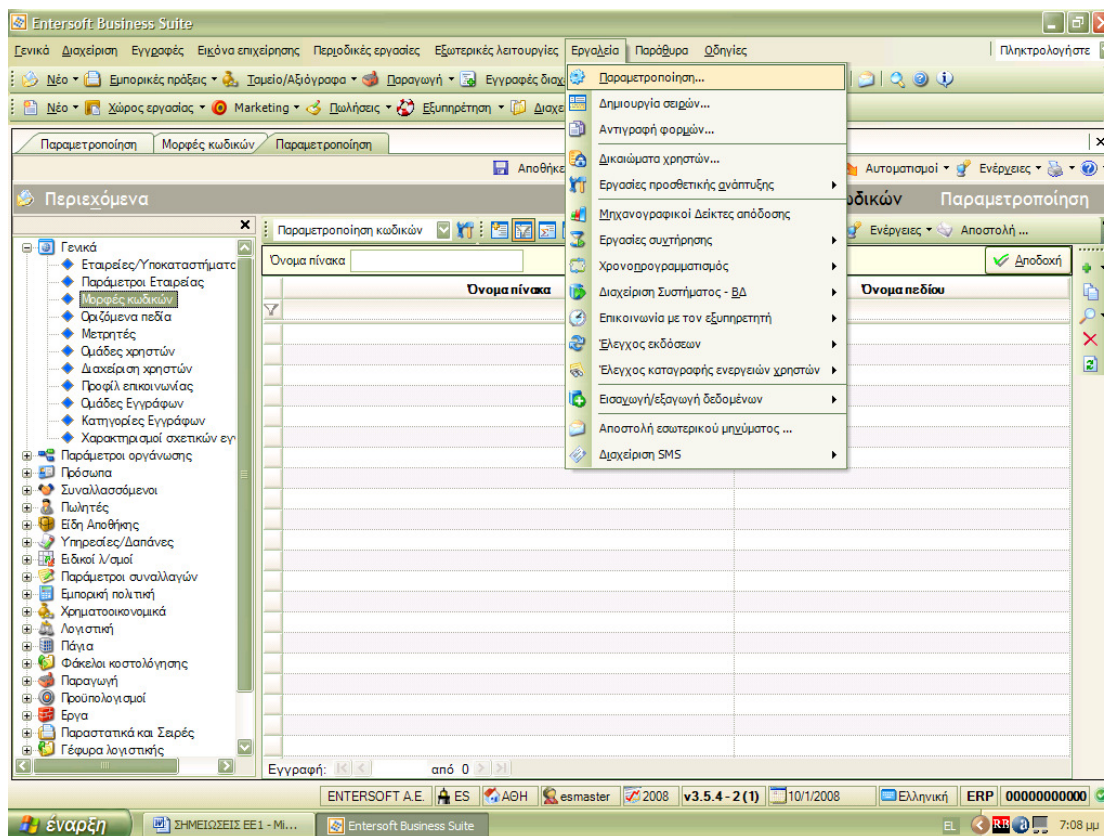 Entersoft Business Suite
Γενικά Διαχείριση Εγγραφές Εικόνα επιχείρησης Περιοδικές εργασίες Εξωτερικές λειτουργίες Εργαλεία Παράθυρα Οδηγίες Πληκτρολογήστε
Νέο Εμπορικές πράξεις Ταμείο/Αξιόγραφα Παραγωγή Εγγραφές διαχ
Νέο Χώρος εργασίας Marketing Πωλήσεις Εξυπηρέτηση Διαχε
Παραμετροποίηση Μορφές κωδικών Παραμετροποίηση
Αποθήκε Αυτοματισμοί Ενέργειες
Περιεχόμενα δικών Παραμετροποίηση
Παραμετροποίηση κωδικών Ενέργειες Αποστολή ...
Όνομα πίνακα Αποδοχή
Όνομα πίνακα Όνομα πεδίου
Παραμετροποίηση...
Δημιουργία σειρών...
Αντιγραφή φορμών...
Δικαιώματα χρηστών...
Εργασίες προσθετικής ανάπτυξης
Μηχανογραφικοί Δείκτες απόδοσης
Εργασίες συντήρησης
Χρονοπρογραμματισμός
Διαχείριση Συστήματος - ΒΔ
Επικοινωνία με τον εξυπηρετητή
Έλεγχος εκδόσεων
Έλεγχος καταγραφής ενεργειών χρηστών
Εισαγωγή/εξαγωγή δεδομένων
Αποστολή εσωτερικού μηνύματος ...
Διαχείριση SMS
Γενικά
Εταιρείες/Υποκαταστήματα
Παράμετροι Εταιρείας
Μορφές κωδικών
Οριζόμενα πεδία
Μετρητές
Ομάδες χρηστών
Διαχείριση χρηστών
Προφίλ επικοινωνίας
Ομάδες Εγγράφων
Κατηγορίες Εγγράφων
Χαρακτηρισμοί σχετικών εγ
Παράμετροι οργάνωσης
Πρόσωπα
Συναλλασσόμενοι
Πωλητές
Είδη Αποθήκης
Υπηρεσίες/Δαπάνες
Ειδικοί λ/σμοί
Παράμετροι συναλλαγών
Εμπορική πολιτική
Χρηματοοικονομικά
Λογιστική
Πάγια
Φάκελοι κοστολόγησης
Παραγωγή
Προϋπολογισμοί
Εργα
Παραστατικά και Σειρές
Γέφυρα λογιστικής
Εγγραφή: από 0
ENTERSOFT A.E. ES ΑΘΗ esmaster 2008 v3.5.4 - 2 (1) 10/1/2008 Ελληνική ERP 00000000000
έναρξη ΣΗΜΕΙΩΣΕΙΣ ΕΕ1 - Mi... Entersoft Business Suite EL RB 7:08 μμ